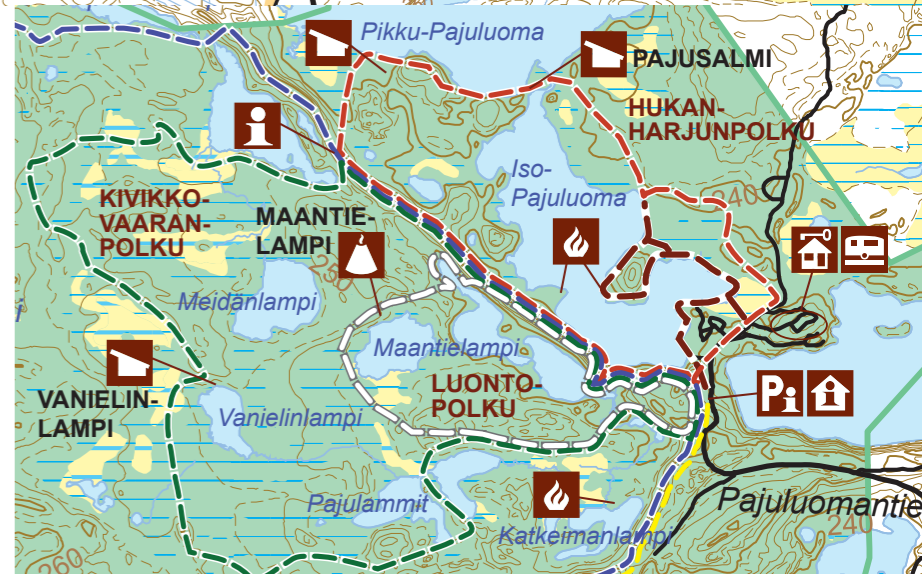 Pikku-Pajuluoma
PAJUSALMI
HUKAN-
HARJUNPOLKU
Iso-
Pajuluoma
240
KIVIKKO-
VAARAN-
POLKU
MAANTIE-
LAMPI
Meidänlampi
Maantielampi
LUONTO-
POLKU
VANIELIN-
LAMPI
Vanielinlampi
P
Pajulammit
Pajuluomantie
Katkeimanlampi
240
260